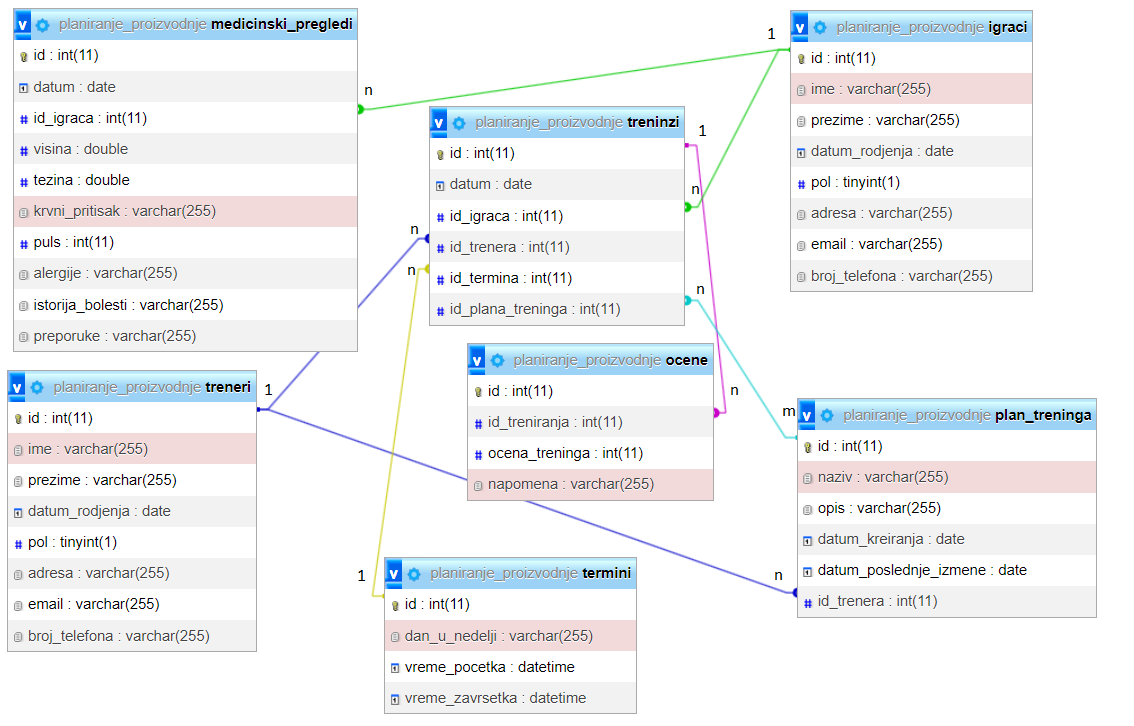 v planiranje_proizvodnje medicinski_pregledi
id : int(11)
datum : date
# id_igraca : int(11)
# visina : double
# tezina : double
krvni_pritisak : varchar(255)
# puls : int(11)
alergije : varchar(255)
istorija_bolesti : varchar(255)
preporuke : varchar(255)
n
1
v planiranje_proizvodnje igraci
id : int(11)
ime : varchar(255)
prezime : varchar(255)
datum_rodjenja : date
# pol : tinyint(1)
adresa : varchar(255)
email : varchar(255)
broj_telefona : varchar(255)
v planiranje_proizvodnje treninzi
id : int(11)
datum : date
# id_igraca : int(11)
# id_trenera : int(11)
# id_termina : int(11)
# id_plana_treninga : int(11)
1
n
n
n
n
v planiranje_proizvodnje treneri
id : int(11)
ime : varchar(255)
prezime : varchar(255)
datum_rodjenja : date
# pol : tinyint(1)
adresa : varchar(255)
email : varchar(255)
broj_telefona : varchar(255)
1
v planiranje_proizvodnje ocene
id : int(11)
# id_treniranja : int(11)
# ocena_treninga : int(11)
napomena : varchar(255)
n
m
v planiranje_proizvodnje plan_treninga
id : int(11)
naziv : varchar(255)
opis : varchar(255)
datum_kreiranja : date
datum_poslednje_izmene : date
# id_trenera : int(11)
n
1
v planiranje_proizvodnje termini
id : int(11)
dan_u_nedelji : varchar(255)
vreme_pocetka : datetime
vreme_zavrsetka : datetime